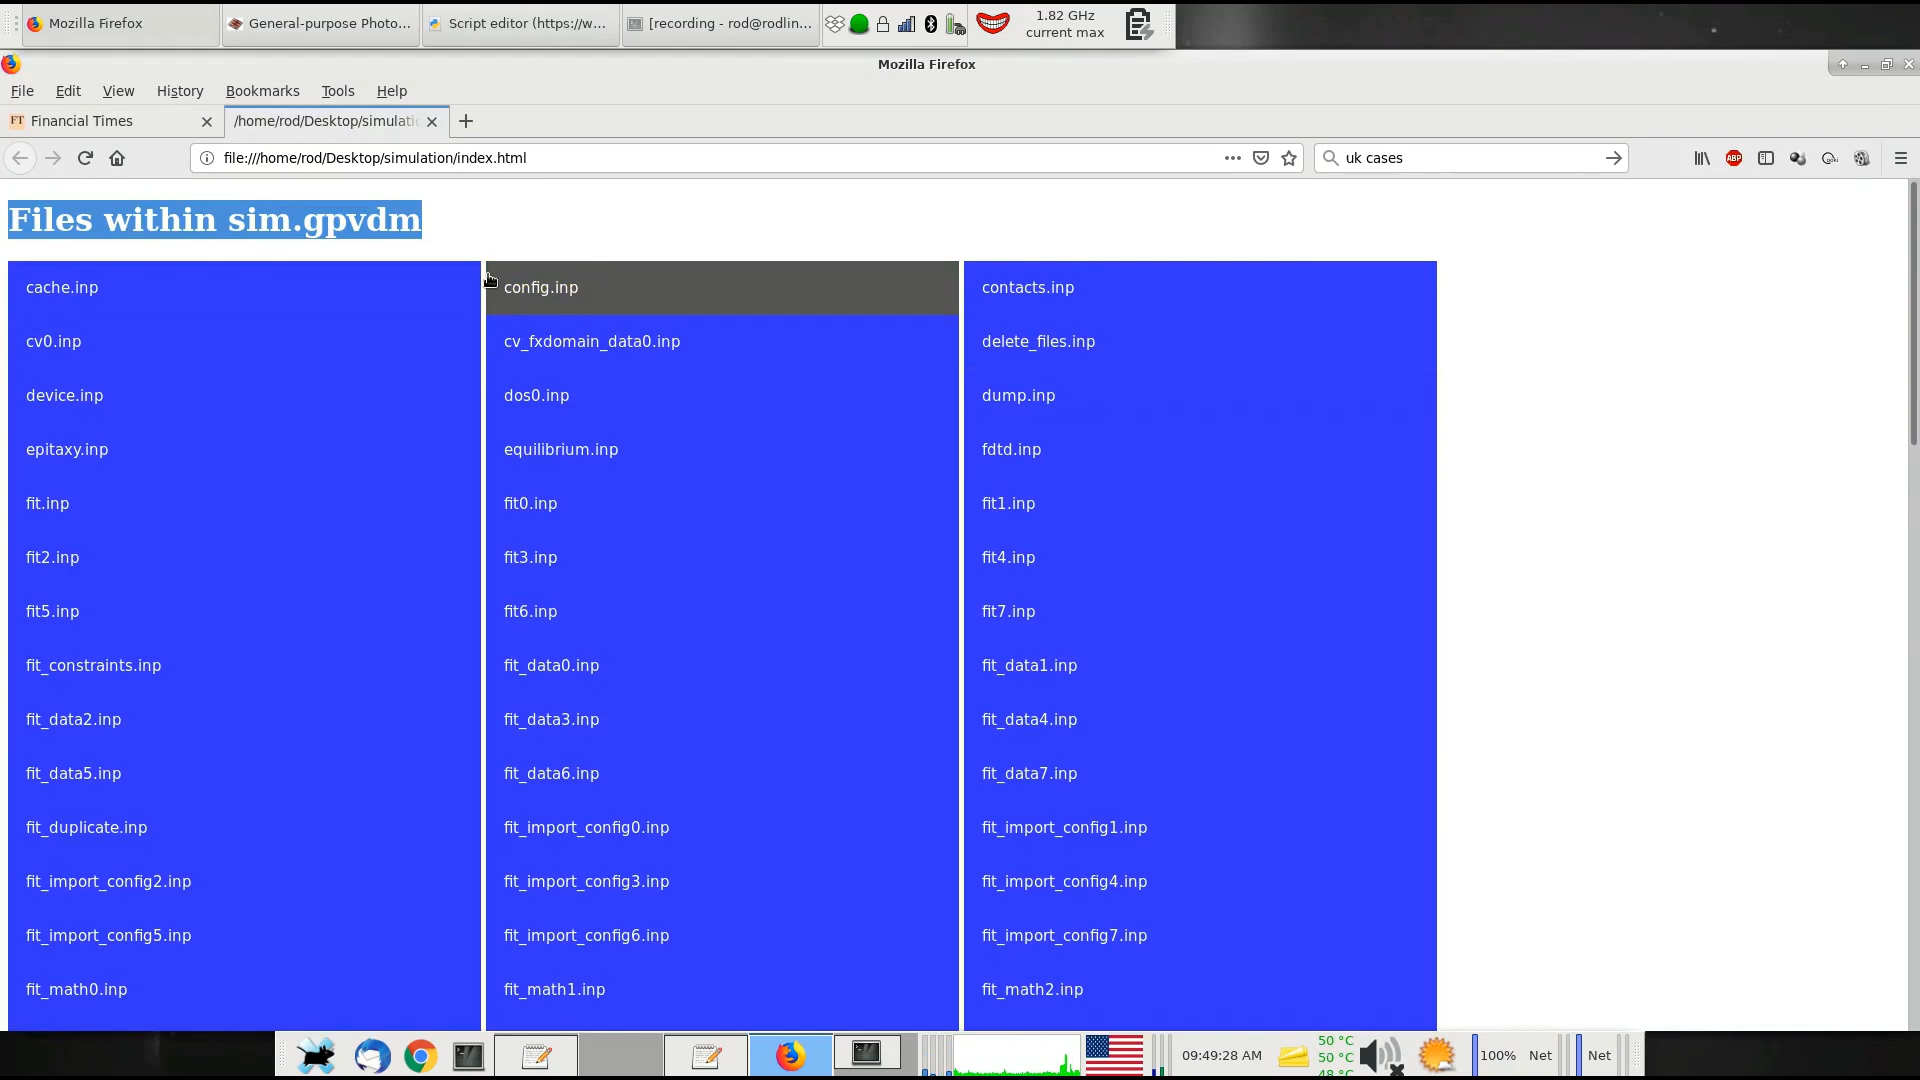 Mozilla Firefox
General-purpose Photo...
Script editor (https://w...
[recording - rod@rodlin...
1.82 GHz
current max
Mozilla Firefox
File Edit View History Bookmarks Tools Help
FT Financial Times
/home/rod/Desktop/simulatio
file:///home/rod/Desktop/simulation/index.html
uk cases
ABP
Files within sim.gpvdm
cache.inp config.inp contacts.inp
cv0.inp cv_fxdomain_data0.inp delete_files.inp
device.inp dos0.inp dump.inp
epitaxy.inp equilibrium.inp fdtd.inp
fit.inp fit0.inp fit1.inp
fit2.inp fit3.inp fit4.inp
fit5.inp fit6.inp fit7.inp
fit_constraints.inp fit_data0.inp fit_data1.inp
fit_data2.inp fit_data3.inp fit_data4.inp
fit_data5.inp fit_data6.inp fit_data7.inp
fit_duplicate.inp fit_import_config0.inp fit_import_config1.inp
fit_import_config2.inp fit_import_config3.inp fit_import_config4.inp
fit_import_config5.inp fit_import_config6.inp fit_import_config7.inp
fit_math0.inp fit_math1.inp fit_math2.inp
09:49:28 AM
50 °C
50 °C
48 °C
100% Net Net